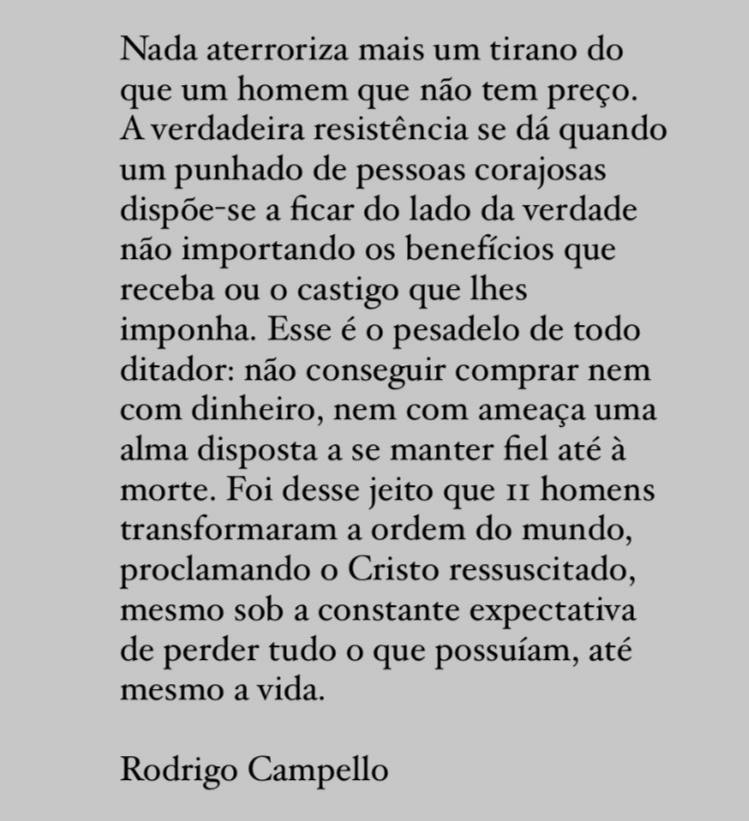 Nada aterroriza mais um tirano do
que um homem que não tem preço.
A verdadeira resistência se dá quando
um punhado de pessoas corajosas
dispõe-se a ficar do lado da verdade
não importando os benefícios que
receba ou o castigo que lhes
imponha. Esse é o pesadelo de todo
ditador: não conseguir comprar nem
com dinheiro, nem com ameaça uma
alma disposta a se manter fiel até à
morte. Foi desse jeito que 11 homens
transformaram a ordem do mundo,
proclamando o Cristo ressuscitado,
mesmo sob a constante expectativa
de perder tudo o que possuíam, até
mesmo a vida.
Rodrigo Campello